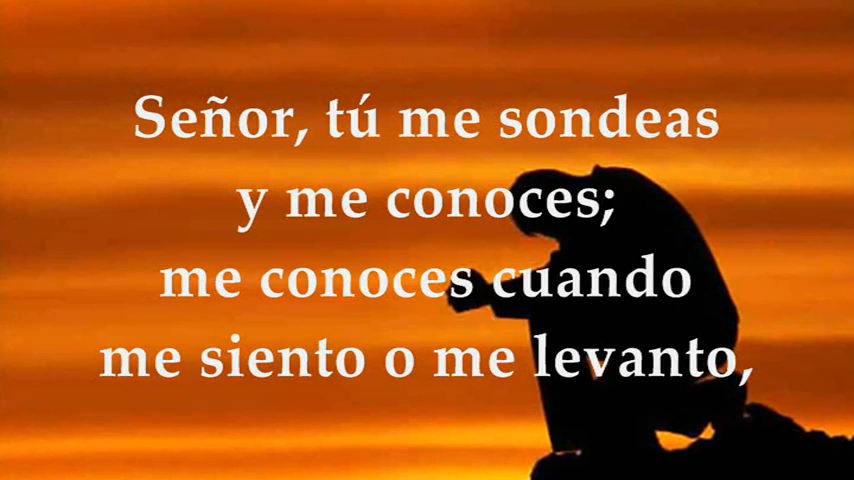 Señor, tú me sondeas
y me conoces;
me conoces cuando
me siento o me levanto,